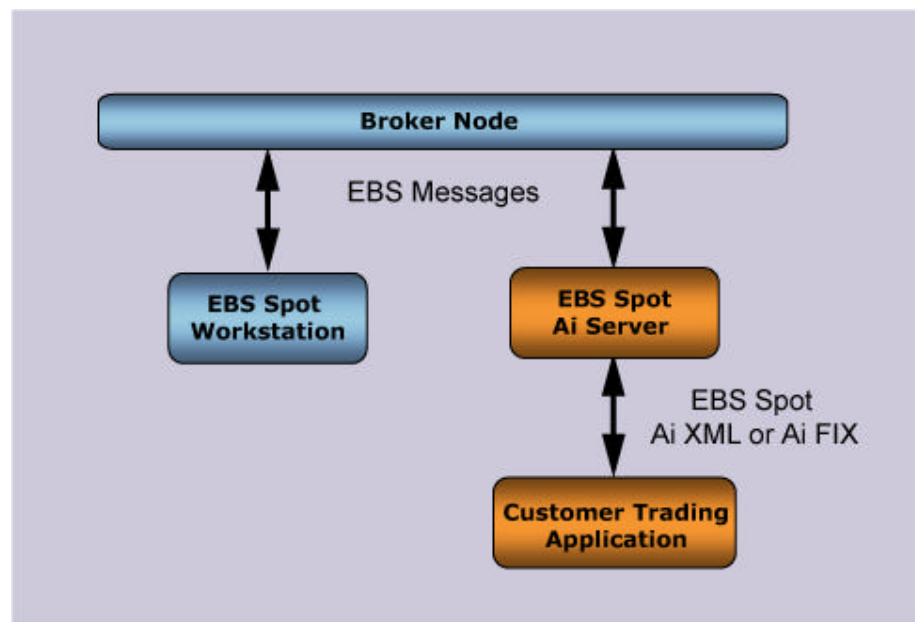 Broker Node
EBS Messages
EBS Spot
Workstation
EBS Spot
Ai Server
EBS Spot
Ai XML or Ai FIX
Customer Trading
Application